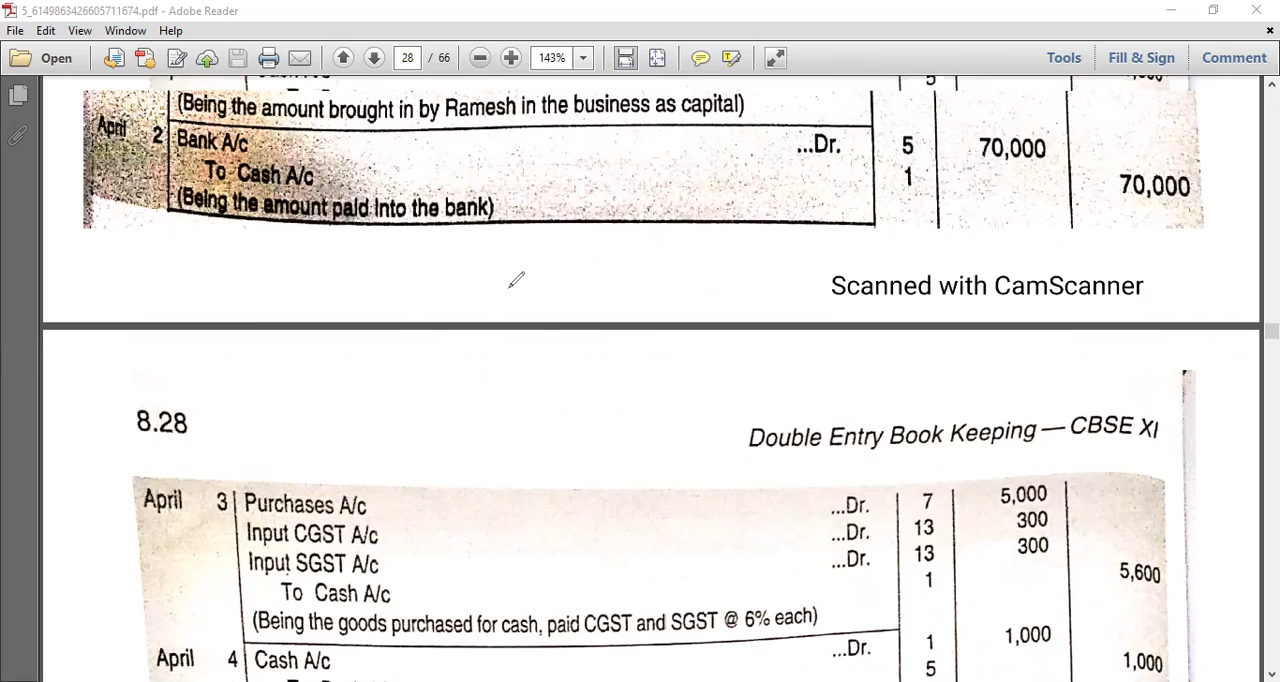 5_6149863426605711674.pdf - Adobe Reader
File Edit View Window Help
Open 28 / 66 143% Tools Fill & Sign Comment
5
(Being the amount brought in by Ramesh in the business as capital)
April 2 Bank A/c ...Dr. 5 70,000
To Cash A/c 1 70,000
(Being the amount paid into the bank)
Scanned with CamScanner
8.28 Double Entry Book Keeping — CBSE XI
April 3 Purchases A/c ...Dr. 7 5,000
Input CGST A/c ...Dr. 13 300
Input SGST A/c ...Dr. 13 300
To Cash A/c 1 5,600
(Being the goods purchased for cash, paid CGST and SGST @ 6% each)
April 4 Cash A/c ...Dr. 1 1,000
5 1,000